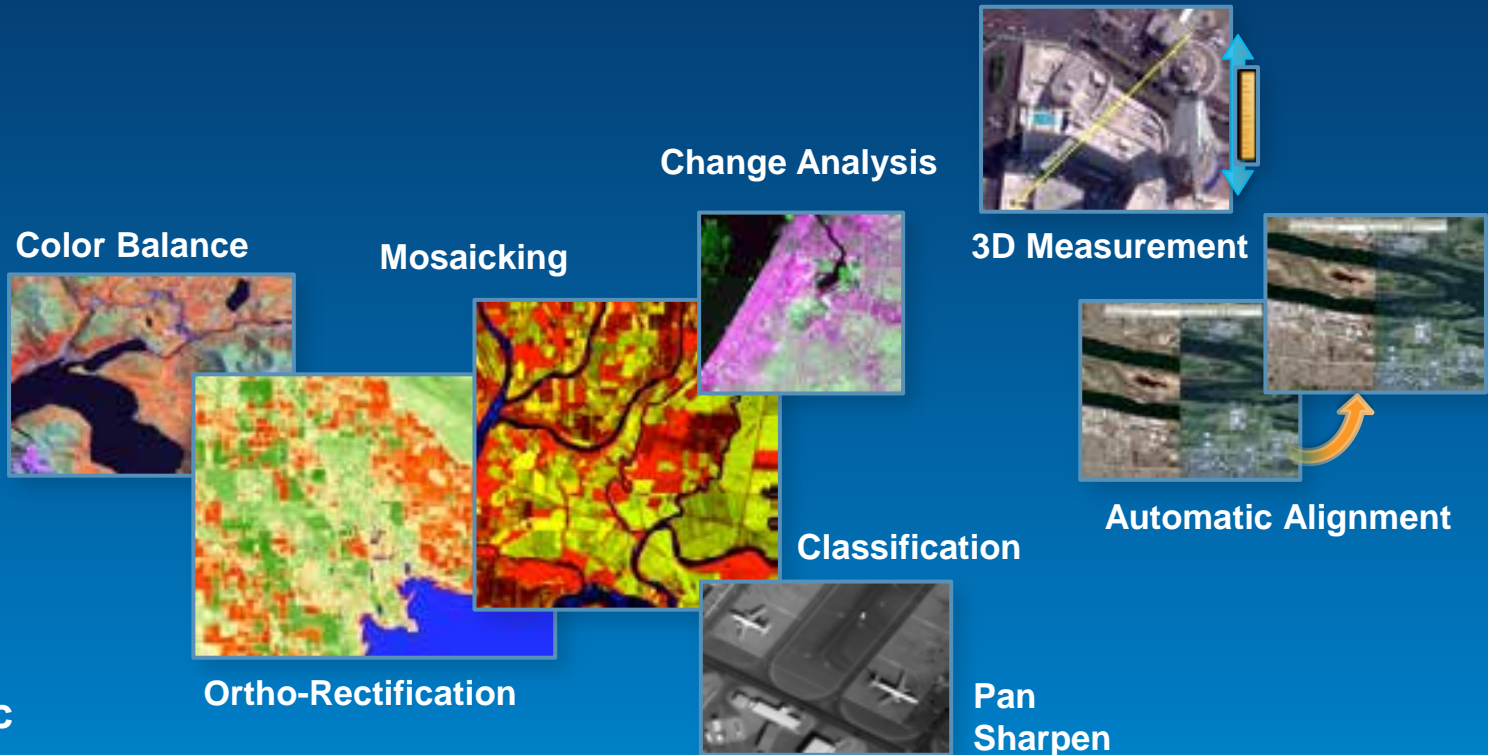 Change Analysis
Color Balance
Mosaicking
3D Measurement
Automatic Alignment
Classification
Ortho-Rectification
c
Pan
Sharpen